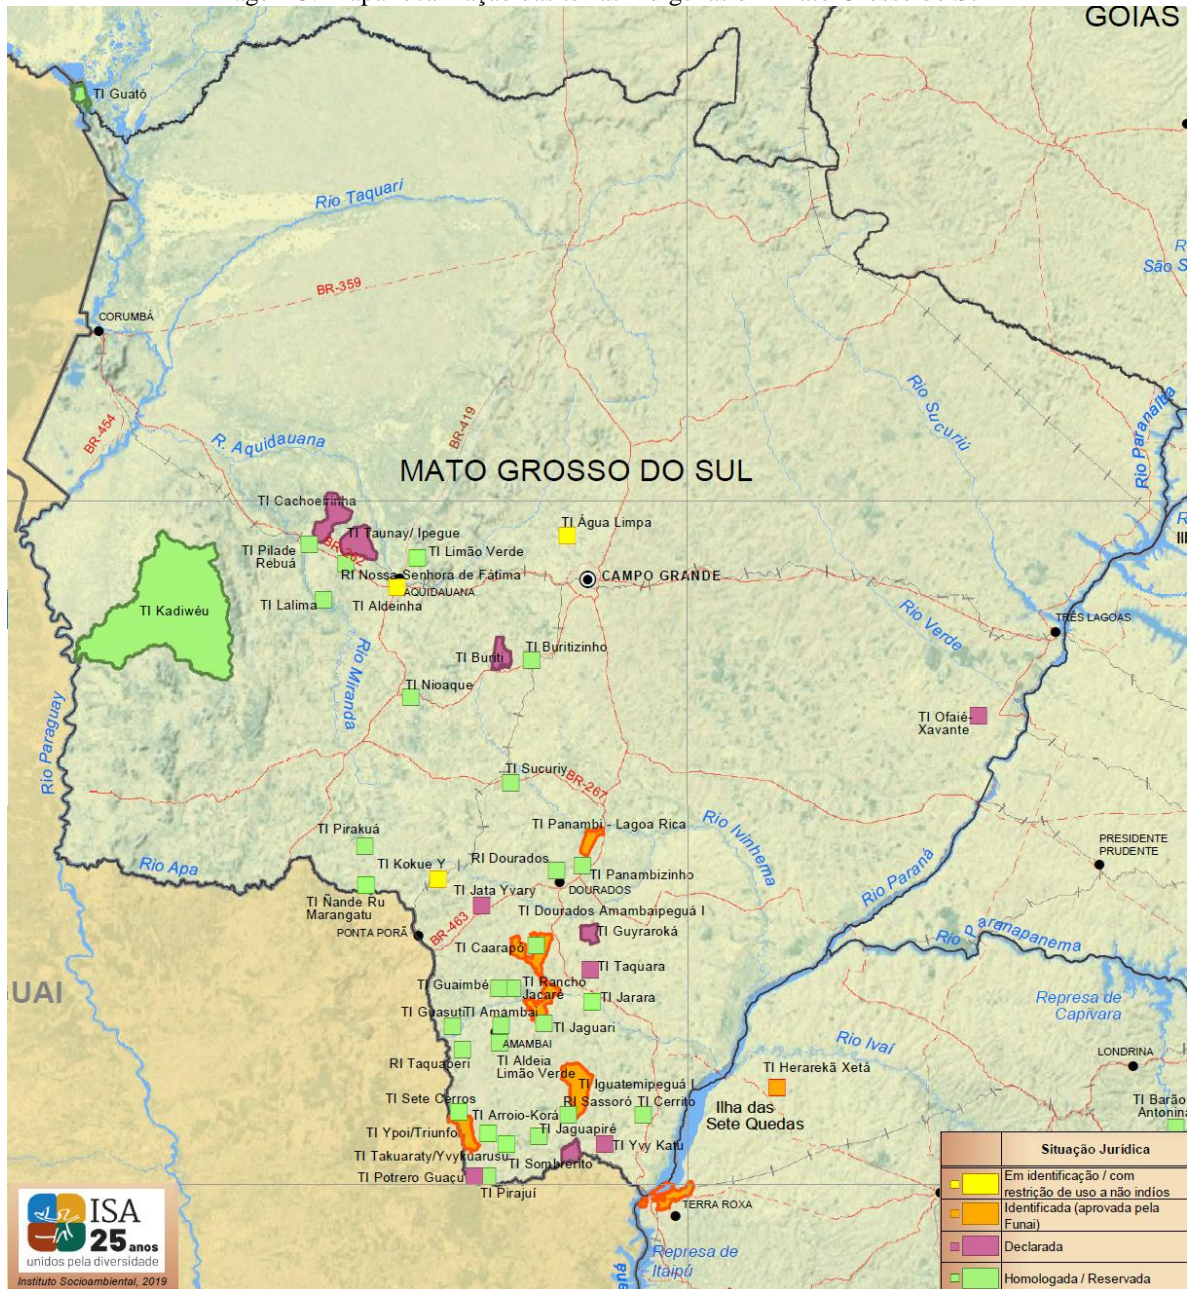 GOIÁS
TI Guató
Rio Taquari
BR-359
R
São S
CORUMBÁ
Rio Sucuriú
Rio Paranaíba
BR-454
R. Aquidauana
BR-419
MATO GROSSO DO SUL
TI Cachoeirinha
TI Água Limpa
TI Taunay/ Ipegue
TI Pilade
Rebuá
BR-262
TI Limão Verde
RI Nossa Senhora de Fátima
CAMPO GRANDE
AQUIDAUANA
TI Lalima
TI Aldeinha
TI Kadiwéu
Rio Verde
TRÊS LAGOAS
Rio Miranda
TI Buriti
TI Buritizinho
TI Nioaque
Rio Paraguay
TI Ofaié-
Xavante
TI Sucuriy
BR-267
TI Panambi - Lagoa Rica
Rio Ivinhema
TI Pirakuá
PRESIDENTE
PRUDENTE
Rio Apa
TI Kokue Y
RI Dourados
TI Panambizinho
Rio Paraná
TI Jata Yvary
DOURADOS
TI Ñande Ru
Marangatu
TI Dourados Amambaipeguá I
PONTA PORÃ
BR-463
TI Guyraroká
Rio Paranapanema
TI Caarapó
TI Taquara
GUAI
TI Guaimbé
TI Rancho
Jacaré
TI Jarara
Represa de
Capivara
TI Guasuti
TI Amambai
TI Jaguari
AMAMBAI
Rio Ivaí
RI Taquaperi
TI Aldeia
Limão Verde
LONDRINA
TI Herarekã Xetá
TI Iguatemipeguá I
TI Sete Cerros
RI Sassoró
TI Cerrito
Ilha das
Sete Quedas
TI Barão
Antonina
TI Arroio-Korá
TI Ypoi/Triunfo
TI Jaguapiré
TI Yvy Katu
TI Takuaraty/Yvykuarusu
TI Sombrerito
TI Potrero Guaçu
TI Pirajuí
TERRA ROXA
Represa de
Itaipú
Situação Jurídica
Em identificação / com
restrição de uso a não indíos
Identificada (aprovada pela
Funai)
Declarada
Homologada / Reservada
ISA
25 anos
unidos pela diversidade
Instituto Socioambiental, 2019